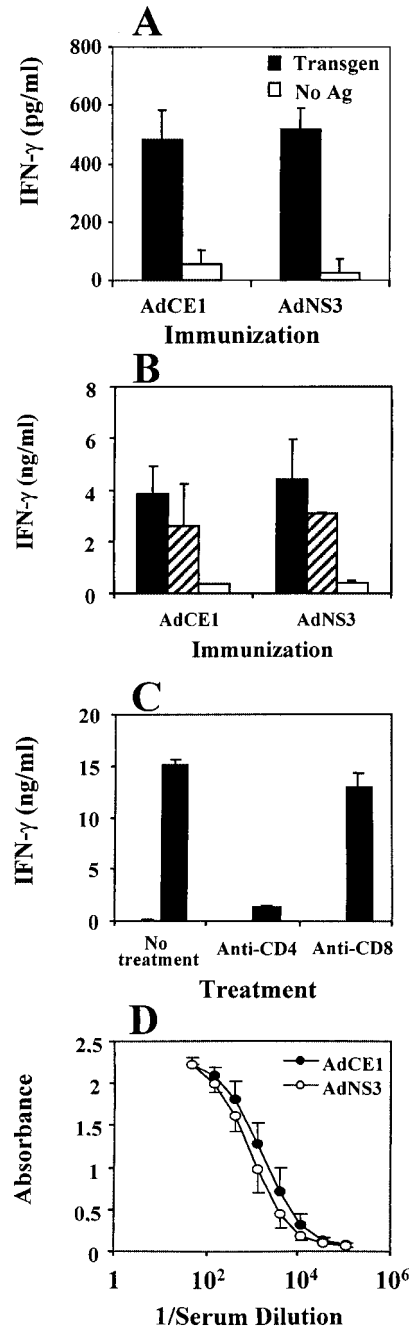 A
Transgen
No Ag
IFN-γ (pg/ml)
800
600
400
200
0
AdCE1 AdNS3
Immunization
B
IFN-γ (ng/ml)
8
6
4
2
0
AdCE1 AdNS3
Immunization
C
IFN-γ (ng/ml)
20
15
10
5
0
No treatment Anti-CD4 Anti-CD8
Treatment
D
AdCE1
AdNS3
Absorbance
2.5
2
1.5
1
0.5
0
1 10² 10⁴ 10⁶
1/Serum Dilution